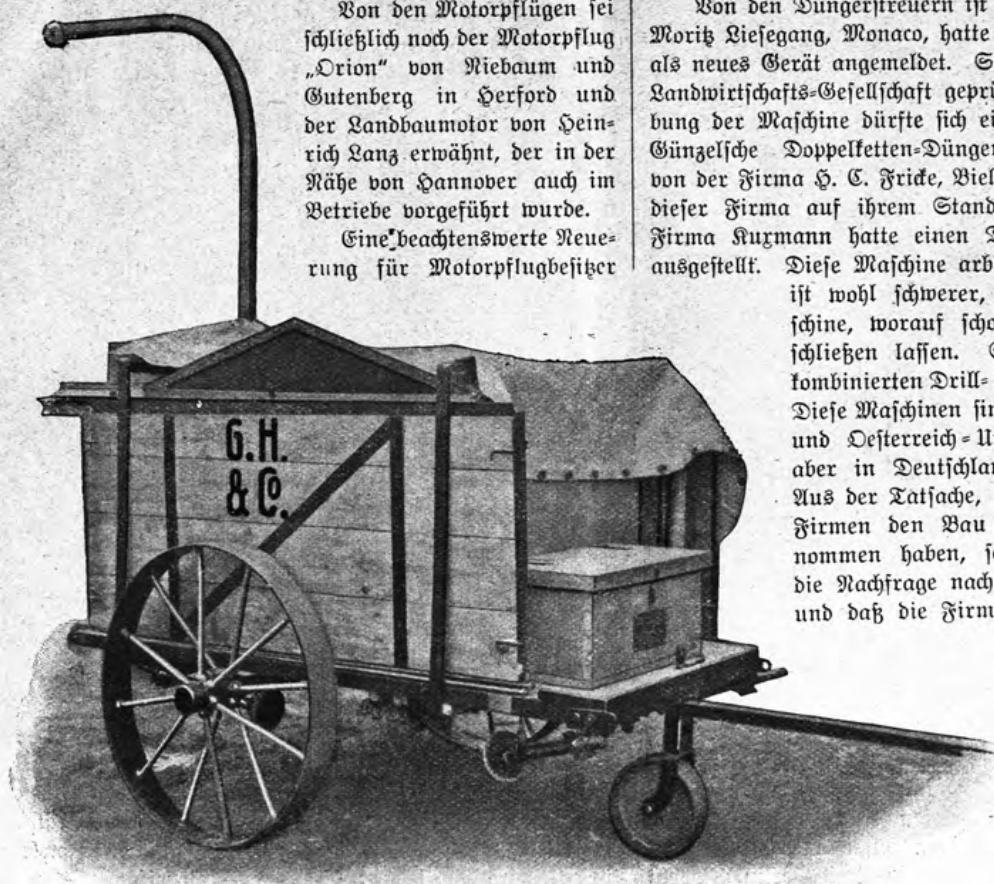 Von den Motorpflügen sei
schließlich noch der Motorpflug
„Orion“ von Niebaum und
Gutenberg in Herford und
der Landbaumotor von Hein⸗
rich Lanz erwähnt, der in der
Nähe von Hannover auch im
Betriebe vorgeführt wurde.
Eine beachtenswerte Neue⸗
rung für Motorpflugbesitzer
Von den Düngerstreuern ist
Moritz Liesegang, Monaco, hatte
als neues Gerät angemeldet. S
Landwirtschafts⸗Gesellschaft geprü
bung der Maschine dürfte sich ei
Günzelsche Doppelketten⸗Dünger
von der Firma H. C. Fricke, Biel
dieser Firma auf ihrem Stand
Firma Kuxmann hatte einen
ausgestellt. Diese Maschine arb
ist wohl schwerer,
schine, worauf scho
schließen lassen.
kombinierten Drill⸗
Diese Maschinen sin
und Oesterreich⸗U
aber in Deutschlan
Aus der Tatsache,
Firmen den Bau
nommen haben, s
die Nachfrage nach
und daß die Firm
G.H.
& Co.